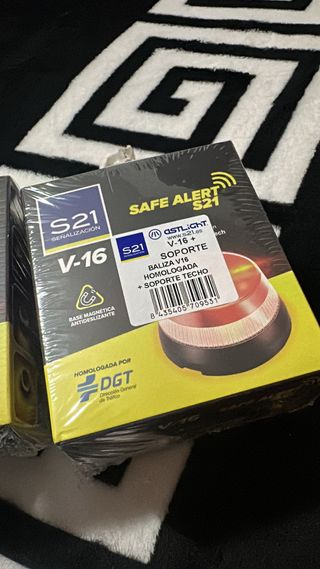 S21
SEÑALIZACIÓN
SAFE ALERT
S21
V-16
S21
ASTLIGHT
www.s21.es
V-16 +
SOPORTE
BALIZA V16
HOMOLOGADA
+ SOPORTE TECHO
8 435405 709531
BASE MAGNÉTICA
ANTIDESLIZANTE
HOMOLOGADA POR
DGT
Dirección General
de Tráfico
V-16